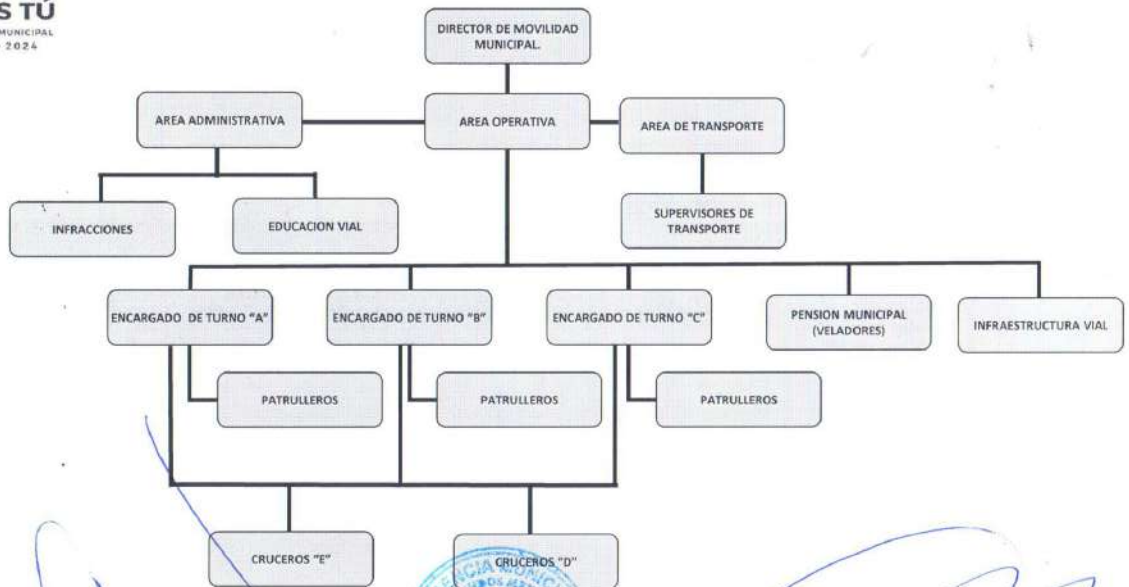 S TÚ
MUNICIPAL
2024
DIRECTOR DE MOVILIDAD
MUNICIPAL.
AREA ADMINISTRATIVA
AREA OPERATIVA
AREA DE TRANSPORTE
INFRACCIONES
EDUCACION VIAL
SUPERVISORES DE
TRANSPORTE
ENCARGADO DE TURNO "A"
ENCARGADO DE TURNO "B"
ENCARGADO DE TURNO "C"
PENSION MUNICIPAL
(VELADORES)
INFRAESTRUCTURA VIAL
PATRULLEROS
PATRULLEROS
PATRULLEROS
CRUCEROS "E"
CRUCEROS "D"